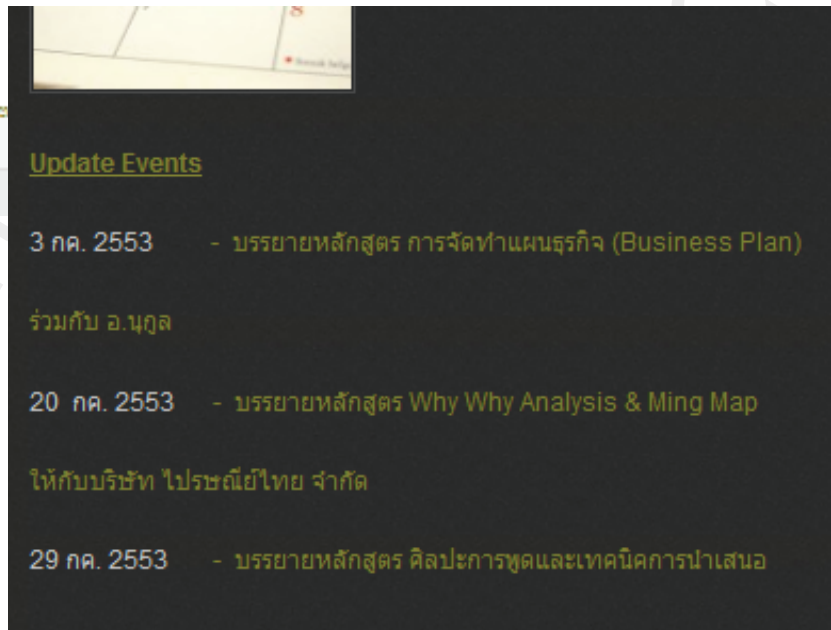 8
Update Events
3 กค. 2553 - บรรยายหลักสูตร การจัดทำแผนธุรกิจ (Business Plan)
ร่วมกับ อ.นุกูล
20 กค. 2553 - บรรยายหลักสูตร Why Why Analysis & Ming Map
ให้กับบริษัท ไปรษณีย์ไทย จำกัด
29 กค. 2553 - บรรยายหลักสูตร ศิลปะการพูดและเทคนิคการนำเสนอ